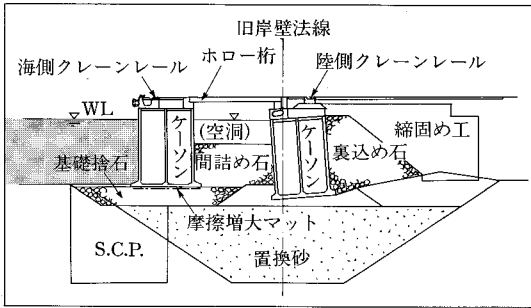 旧岸壁法線
海側クレーンレール
ホロー桁
陸側クレーンレール
WL
ケーソン
(空洞)
ケーソン
締固め工
基礎捨石
間詰め石
裏込め石
摩擦増大マット
S.C.P.
置換砂